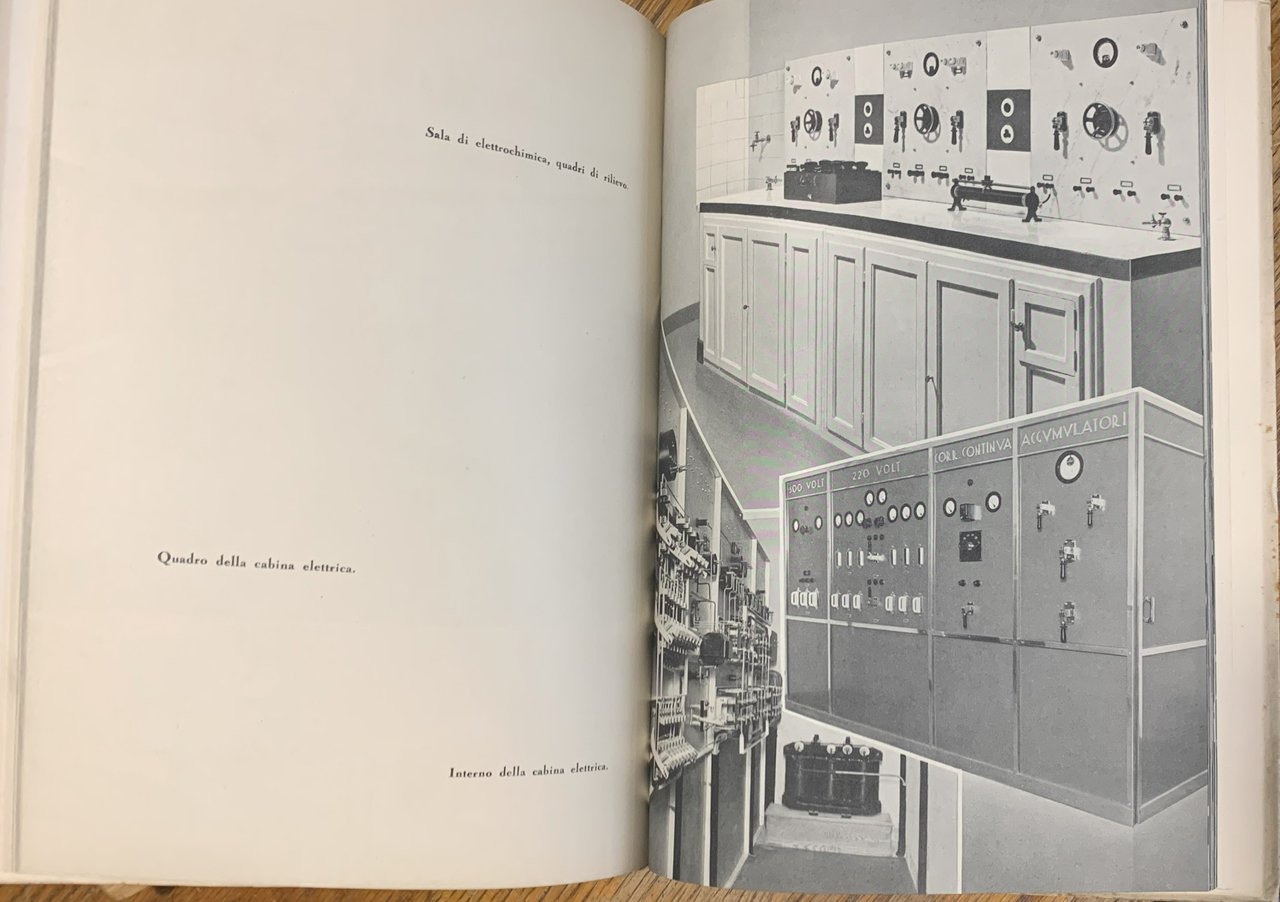 Sala di elettrochimica, quadri di rilievo.
Quadro della cabina elettrica.
Interno della cabina elettrica.
500 VOLT
220 VOLT
CORR. CONTINVA
ACCVMVLATORI